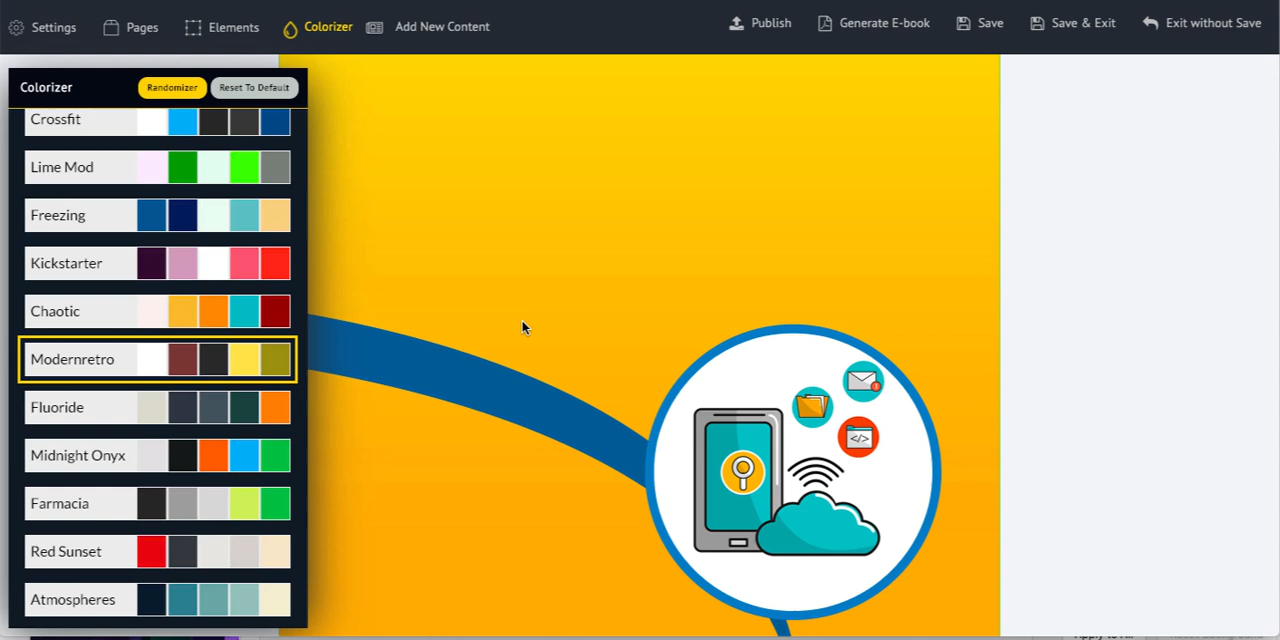 Settings
Pages
Elements
Colorizer
Add New Content
Publish
Generate E-book
Save
Save & Exit
Exit without Save
Colorizer
Randomizer
Reset To Default
Crossfit
Lime Mod
Freezing
Kickstarter
Chaotic
Modernretro
Fluoride
Midnight Onyx
Farmacia
Red Sunset
Atmospheres
</>